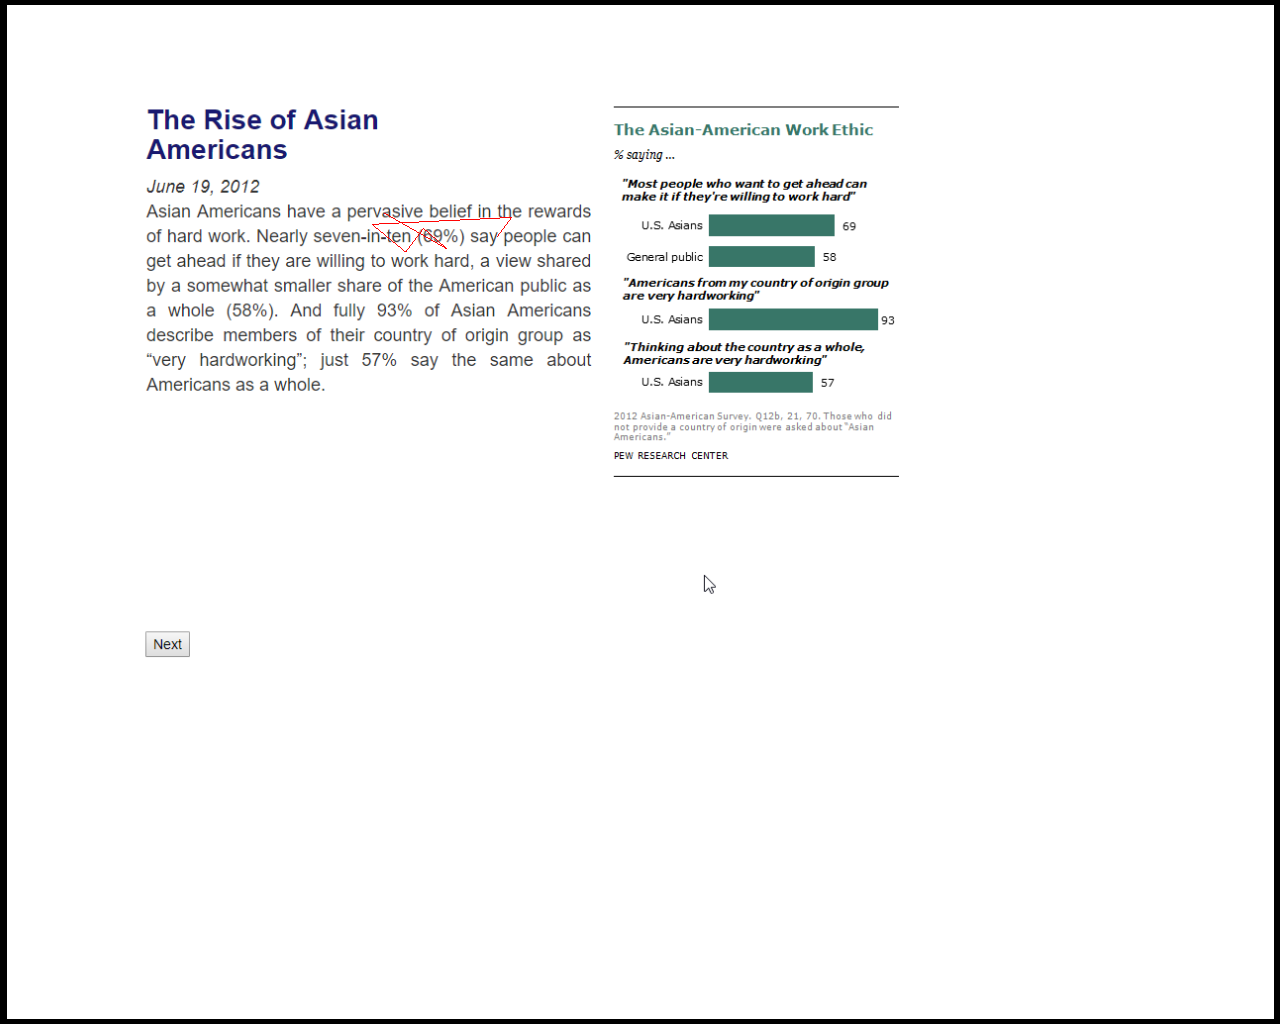 The Rise of Asian
Americans
June 19, 2012
Asian Americans have a pervasive belief in the rewards
of hard work. Nearly seven-in-ten (69%) say people can
get ahead if they are willing to work hard, a view shared
by a somewhat smaller share of the American public as
a whole (58%). And fully 93% of Asian Americans
describe members of their country of origin group as
“very hardworking”; just 57% say the same about
Americans as a whole.
The Asian-American Work Ethic
% saying ...
"Most people who want to get ahead can
make it if they're willing to work hard"
U.S. Asians 69
General public 58
"Americans from my country of origin group
are very hardworking"
U.S. Asians 93
"Thinking about the country as a whole,
Americans are very hardworking"
U.S. Asians 57
2012 Asian-American Survey. Q12b, 21, 70. Those who did
not provide a country of origin were asked about "Asian
Americans."
PEW RESEARCH CENTER
Next